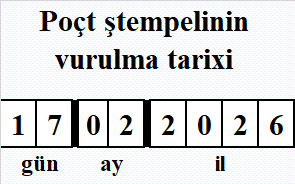 Poçt ştempelinin
vurulma tarixi
1 7 0 2 2 0 2 6
gün ay il